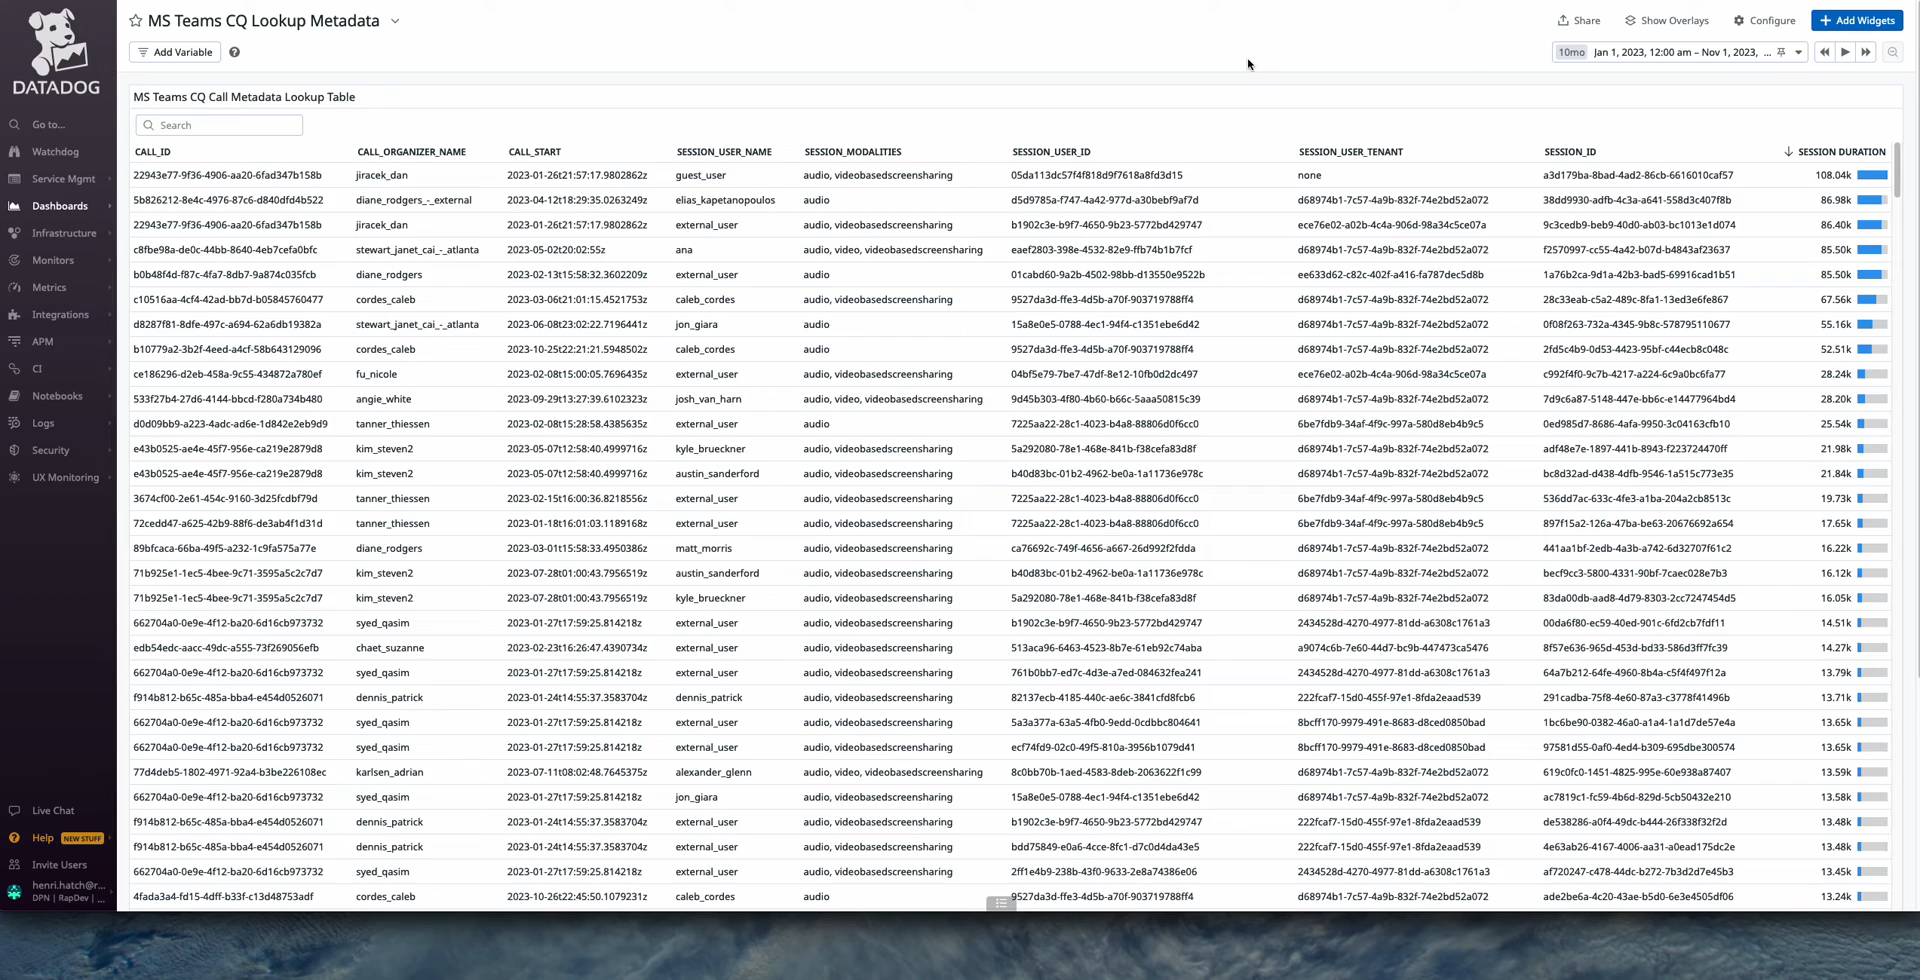 MS Teams CQ Lookup Metadata
Share Show Overlays Configure + Add Widgets
Add Variable
10mo Jan 1, 2023, 12:00 am – Nov 1, 2023, ...
DATADOG
Go to...
Watchdog
Service Mgmt
Dashboards
Infrastructure
Monitors
Metrics
Integrations
APM
CI
Notebooks
Logs
Security
UX Monitoring
Live Chat
Help NEW STUFF
Invite Users
henri.hatch@r...
DPN | RapDev | ...
MS Teams CQ Call Metadata Lookup Table
Search
CALL_ID CALL_ORGANIZER_NAME CALL_START SESSION_USER_NAME SESSION_MODALITIES SESSION_USER_ID SESSION_USER_TENANT SESSION_ID ↓ SESSION DURATION
22943e77-9f36-4906-aa20-6fad347b158b jiracek_dan 2023-01-26t21:57:17.9802862z guest_user audio, videobasedscreensharing 05da113dc57f4f818d9f7618a8fd3d15 none a3d179ba-8bad-4ad2-86cb-6616010caf57 108.04k
5b826212-8e4c-4976-87c6-d840dfd4b522 diane_rodgers_-_external 2023-04-12t18:29:35.0263249z elias_kapetanopoulos audio d5d9785a-f747-4a42-977d-a30bebf9af7d d68974b1-7c57-4a9b-832f-74e2bd52a072 38dd9930-adfb-4c3a-a641-558d3c407f8b 86.98k
22943e77-9f36-4906-aa20-6fad347b158b jiracek_dan 2023-01-26t21:57:17.9802862z external_user audio, videobasedscreensharing b1902c3e-b9f7-4650-9b23-5772bd429747 ece76e02-a02b-4c4a-906d-98a34c5ce07a 9c3cedb9-beb9-40d0-ab03-bc1013e1d074 86.40k
c8fbe98a-de0c-44bb-8640-4eb7cefa0bfc stewart_janet_cai_-_atlanta 2023-05-02t20:02:55z ana audio, video, videobasedscreensharing eaef2803-398e-4532-82e9-ffb74b1b7fcf d68974b1-7c57-4a9b-832f-74e2bd52a072 f2570997-cc55-4a42-b07d-b4843af23637 85.50k
b0b48f4d-f87c-4fa7-8db7-9a874c035fcb diane_rodgers 2023-02-13t15:58:32.3602209z external_user audio 01cabd60-9a2b-4502-98bb-d13550e9522b ee633d62-c82c-402f-a416-fa787dec5d8b 1a76b2ca-9d1a-42b3-bad5-69916cad1b51 85.50k
c10516aa-4cf4-42ad-bb7d-b05845760477 cordes_caleb 2023-03-06t21:01:15.4521753z caleb_cordes audio, videobasedscreensharing 9527da3d-ffe3-4d5b-a70f-903719788ff4 d68974b1-7c57-4a9b-832f-74e2bd52a072 28c33eab-c5a2-489c-8fa1-13ed3e6fe867 67.56k
d8287f81-8dfe-497c-a694-62a6db19382a stewart_janet_cai_-_atlanta 2023-06-08t23:02:22.7196441z jon_giara audio 15a8e0e5-0788-4ec1-94f4-c1351ebe6d42 d68974b1-7c57-4a9b-832f-74e2bd52a072 0f08f263-732a-4345-9b8c-578795110677 55.16k
b10779a2-3b2f-4eed-a4cf-58b643129096 cordes_caleb 2023-10-25t22:21:21.5948502z caleb_cordes audio 9527da3d-ffe3-4d5b-a70f-903719788ff4 d68974b1-7c57-4a9b-832f-74e2bd52a072 2fd5c4b9-0d53-4423-95bf-c44ecb8c048c 52.51k
ce186296-d2eb-458a-9c55-434872a780ef fu_nicole 2023-02-08t15:00:05.7696435z external_user audio, videobasedscreensharing 04bf5e79-7be7-47df-8e12-10fb0d2dc497 ece76e02-a02b-4c4a-906d-98a34c5ce07a c992f4f0-9c7b-4217-a224-6c9a0bc6fa77 28.24k
533f27b4-27d6-4144-bbcd-f280a734b480 angie_white 2023-09-29t13:27:39.6102323z josh_van_harn audio, video, videobasedscreensharing 9d45b303-4f80-4b60-b66c-5aaa50815c39 d68974b1-7c57-4a9b-832f-74e2bd52a072 7d9c6a87-5148-447e-bb6c-e14477964bd4 28.20k
d0d09bb9-a223-4adc-ad6e-1d842e2eb9d9 tanner_thiessen 2023-02-08t15:28:58.4385635z external_user audio 7225aa22-28c1-4023-b4a8-88806d0f6cc0 6be7fdb9-34af-4f9c-997a-580d8eb4b9c5 0ed985d7-8686-4afa-9950-3c04163cfb10 25.54k
e43b0525-ae4e-45f7-956e-ca219e2879d8 kim_steven2 2023-05-07t12:58:40.4999716z kyle_brueckner audio, videobasedscreensharing 5a292080-78e1-468e-841b-f38cefa83d8f d68974b1-7c57-4a9b-832f-74e2bd52a072 adf48e7e-1897-441b-8943-f223724470ff 21.98k
e43b0525-ae4e-45f7-956e-ca219e2879d8 kim_steven2 2023-05-07t12:58:40.4999716z austin_sanderford audio, videobasedscreensharing b40d83bc-01b2-4962-be0a-1a11736e978c d68974b1-7c57-4a9b-832f-74e2bd52a072 bc8d32ad-d438-4dfb-9546-1a515c773e35 21.84k
3674cf00-2e61-454c-9160-3d25fcdbf79d tanner_thiessen 2023-02-15t16:00:36.8218556z external_user audio, videobasedscreensharing 7225aa22-28c1-4023-b4a8-88806d0f6cc0 6be7fdb9-34af-4f9c-997a-580d8eb4b9c5 536dd7ac-633c-4fe3-a1ba-204a2cb8513c 19.73k
72cedd47-a625-42b9-88f6-de3ab4f1d31d tanner_thiessen 2023-01-18t16:01:03.1189168z external_user audio, videobasedscreensharing 7225aa22-28c1-4023-b4a8-88806d0f6cc0 6be7fdb9-34af-4f9c-997a-580d8eb4b9c5 897f15a2-126a-47ba-be63-20676692a654 17.65k
89bfcaca-66ba-49f5-a232-1c9fa575a77e diane_rodgers 2023-03-01t15:58:33.4950386z matt_morris audio, videobasedscreensharing ca76692c-749f-4656-a667-26d992f2fdda d68974b1-7c57-4a9b-832f-74e2bd52a072 441aa1bf-2edb-4a3b-a742-6d32707f61c2 16.22k
71b925e1-1ec5-4bee-9c71-3595a5c2c7d7 kim_steven2 2023-07-28t01:00:43.7956519z austin_sanderford audio, videobasedscreensharing b40d83bc-01b2-4962-be0a-1a11736e978c d68974b1-7c57-4a9b-832f-74e2bd52a072 becf9cc3-5800-4331-90bf-7caec028e7b3 16.12k
71b925e1-1ec5-4bee-9c71-3595a5c2c7d7 kim_steven2 2023-07-28t01:00:43.7956519z kyle_brueckner audio, videobasedscreensharing 5a292080-78e1-468e-841b-f38cefa83d8f d68974b1-7c57-4a9b-832f-74e2bd52a072 83da00db-aad8-4d79-8303-2cc7247454d5 16.05k
662704a0-0e9e-4f12-ba20-6d16cb973732 syed_qasim 2023-01-27t17:59:25.814218z external_user audio, videobasedscreensharing b1902c3e-b9f7-4650-9b23-5772bd429747 2434528d-4270-4977-81dd-a6308c1761a3 00da6f80-ec59-40ed-901c-6fd2cb7fdf11 14.51k
edb54edc-aacc-49dc-a555-73f269056efb chaet_suzanne 2023-02-23t16:26:47.4390734z external_user audio, videobasedscreensharing 513aca96-6463-4523-8b7e-61eb92c74aba a9074c6b-7e60-44d7-bc9b-447473ca5476 8f57e636-965d-453d-bd33-586d3ff7fc39 14.27k
662704a0-0e9e-4f12-ba20-6d16cb973732 syed_qasim 2023-01-27t17:59:25.814218z external_user audio, videobasedscreensharing 761b0bb7-ed7c-4d3e-a7ed-084632fea241 2434528d-4270-4977-81dd-a6308c1761a3 64a7b212-64fe-4960-8b4a-c5f4f497f12a 13.79k
f914b812-b65c-485a-bba4-e454d0526071 dennis_patrick 2023-01-24t14:55:37.3583704z dennis_patrick audio, videobasedscreensharing 82137ecb-4185-440c-ae6c-3841cfd8fcb6 222fcaf7-15d0-455f-97e1-8fda2eaad539 291cadba-75f8-4e60-87a3-c3778f41496b 13.71k
662704a0-0e9e-4f12-ba20-6d16cb973732 syed_qasim 2023-01-27t17:59:25.814218z external_user audio, videobasedscreensharing 5a3a377a-63a5-4fb0-9edd-0cdbbc804641 8bcff170-9979-491e-8683-d8ced0850bad 1bc6be90-0382-46a0-a1a4-1a1d7de57e4a 13.65k
662704a0-0e9e-4f12-ba20-6d16cb973732 syed_qasim 2023-01-27t17:59:25.814218z external_user audio, videobasedscreensharing ecf74fd9-02c0-49f5-810a-3956b1079d41 8bcff170-9979-491e-8683-d8ced0850bad 97581d55-0af0-4ed4-b309-695dbe300574 13.65k
77d4deb5-1802-4971-92a4-b3be226108ec karlsen_adrian 2023-07-11t08:02:48.7645375z alexander_glenn audio, video, videobasedscreensharing 8c0bb70b-1aed-4583-8deb-2063622f1c99 d68974b1-7c57-4a9b-832f-74e2bd52a072 619c0fc0-1451-4825-995e-60e938a87407 13.59k
662704a0-0e9e-4f12-ba20-6d16cb973732 syed_qasim 2023-01-27t17:59:25.814218z jon_giara audio, videobasedscreensharing 15a8e0e5-0788-4ec1-94f4-c1351ebe6d42 d68974b1-7c57-4a9b-832f-74e2bd52a072 ac7819c1-fc59-4b6d-829d-5cb50432e210 13.58k
f914b812-b65c-485a-bba4-e454d0526071 dennis_patrick 2023-01-24t14:55:37.3583704z external_user audio, videobasedscreensharing b1902c3e-b9f7-4650-9b23-5772bd429747 222fcaf7-15d0-455f-97e1-8fda2eaad539 de538286-a0f4-49dc-b444-26f338f32f2d 13.48k
f914b812-b65c-485a-bba4-e454d0526071 dennis_patrick 2023-01-24t14:55:37.3583704z external_user audio, videobasedscreensharing bdd75849-e0a6-4cce-8fc1-d7c0d4da43e5 222fcaf7-15d0-455f-97e1-8fda2eaad539 4e63ab26-4167-4006-aa31-a0ead175dc2e 13.48k
662704a0-0e9e-4f12-ba20-6d16cb973732 syed_qasim 2023-01-27t17:59:25.814218z external_user audio, videobasedscreensharing 2ff1e4b9-238b-43f0-9633-2e8a74386e06 2434528d-4270-4977-81dd-a6308c1761a3 af720247-c478-44dc-b272-7b3d2d7e45b3 13.45k
4fada3a4-fd15-4dff-b33f-c13d48753adf cordes_caleb 2023-10-26t22:45:50.1079231z caleb_cordes audio 9527da3d-ffe3-4d5b-a70f-903719788ff4 d68974b1-7c57-4a9b-832f-74e2bd52a072 ade2be6a-4c20-43ae-b5d0-6e3e4505df06 13.24k